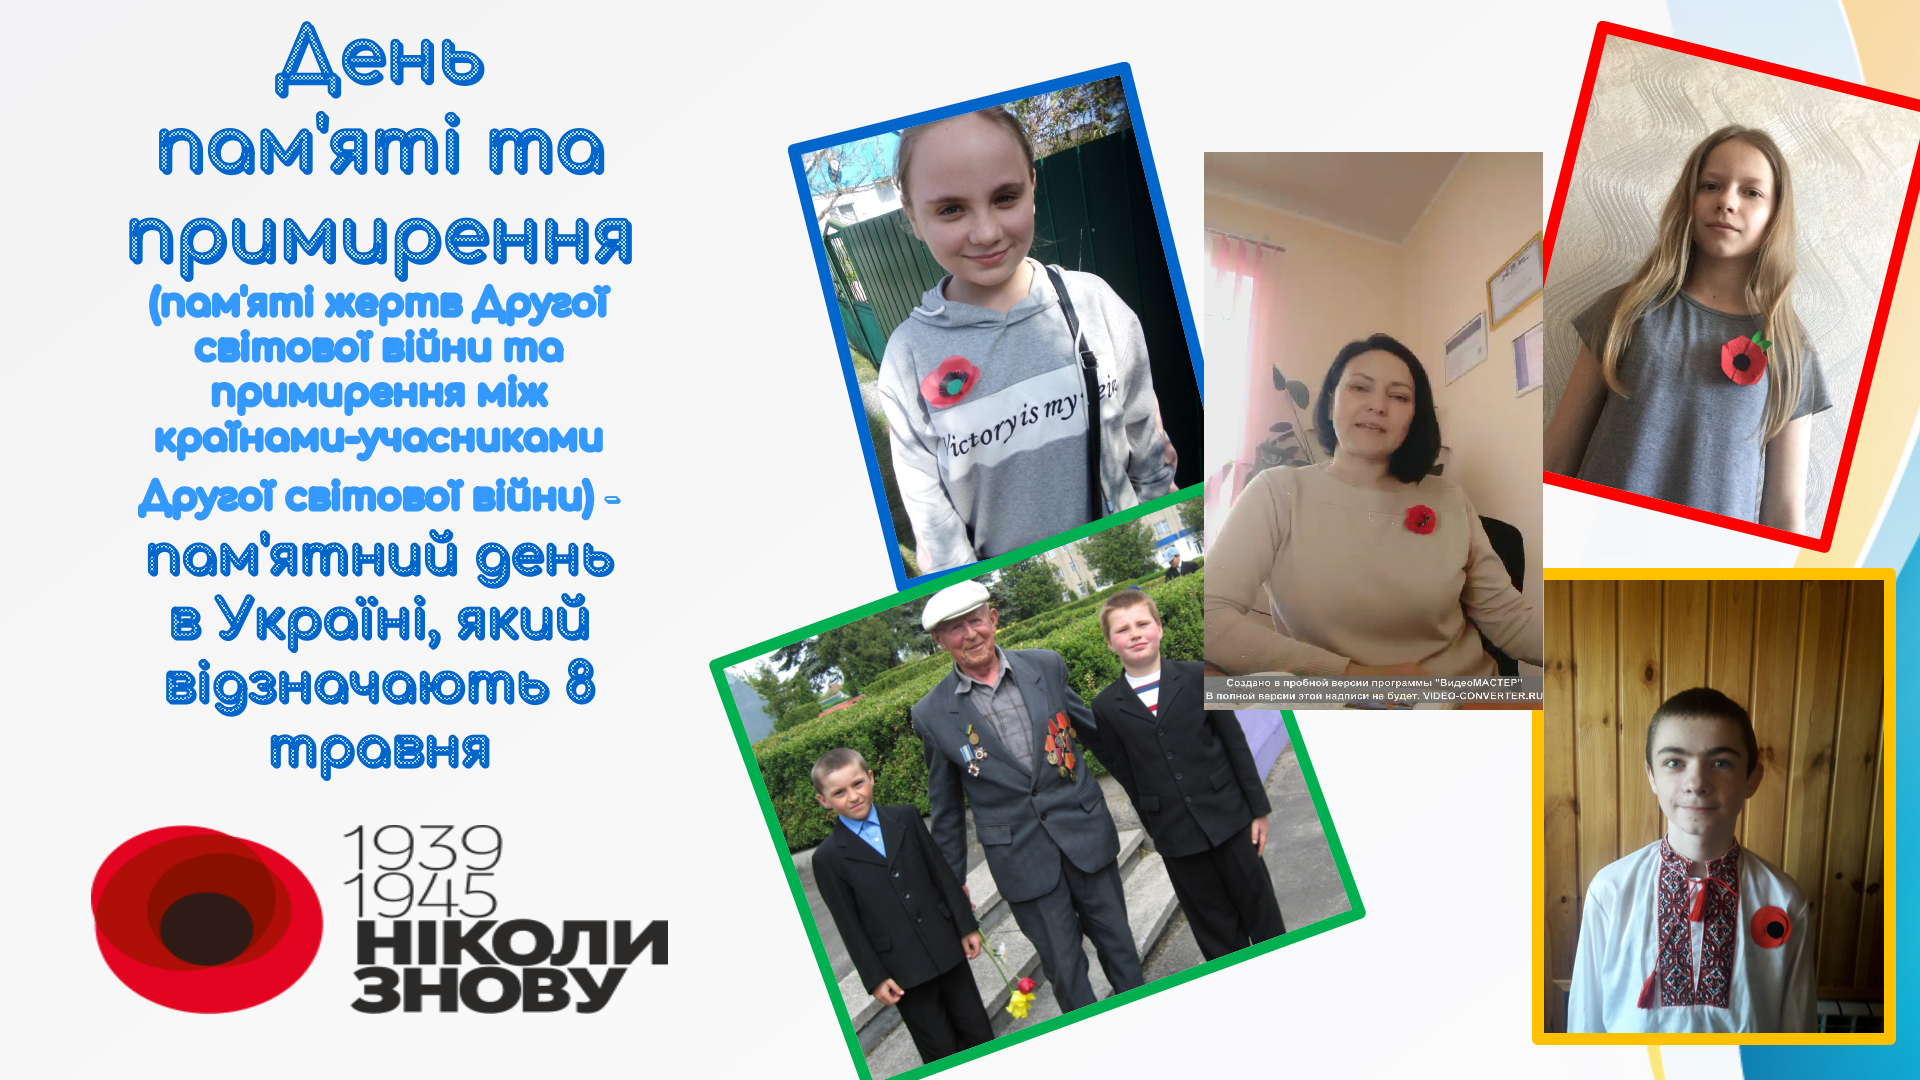 День
пам'яті та
примирення
(пам'яті жертв Другої
світової війни та
примирення між
країнами-учасниками
Другої світової війни) -
пам'ятний день
в Україні, який
відзначають 8
травня
1939
1945
НІКОЛИ
ЗНОВУ
Victory is my
Создано в пробной версии программы "ВидеоМАСТЕР"
В полной версии этой надписи не будет. VIDEO-CONVERTER.RU